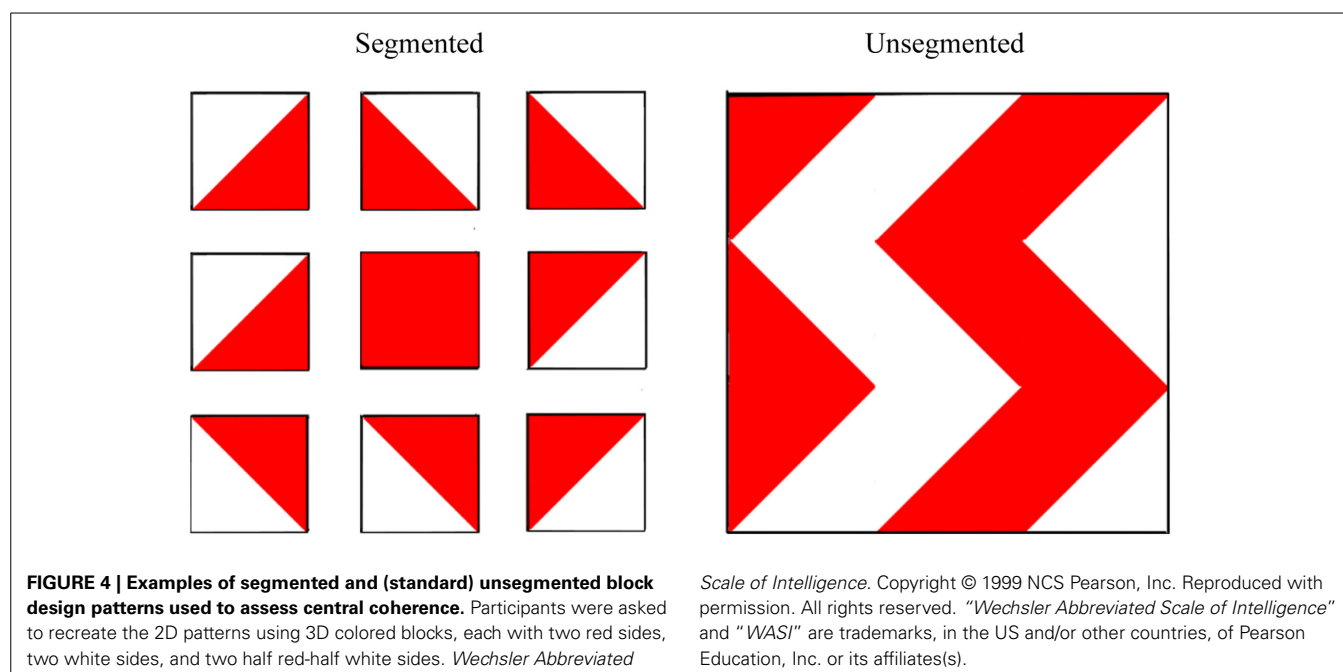 Segmented
Unsegmented
FIGURE 4 | Examples of segmented and (standard) unsegmented block
design patterns used to assess central coherence. Participants were asked
to recreate the 2D patterns using 3D colored blocks, each with two red sides,
two white sides, and two half red-half white sides. Wechsler Abbreviated
Scale of Intelligence. Copyright © 1999 NCS Pearson, Inc. Reproduced with
permission. All rights reserved. “Wechsler Abbreviated Scale of Intelligence”
and “WASI” are trademarks, in the US and/or other countries, of Pearson
Education, Inc. or its affiliates(s).